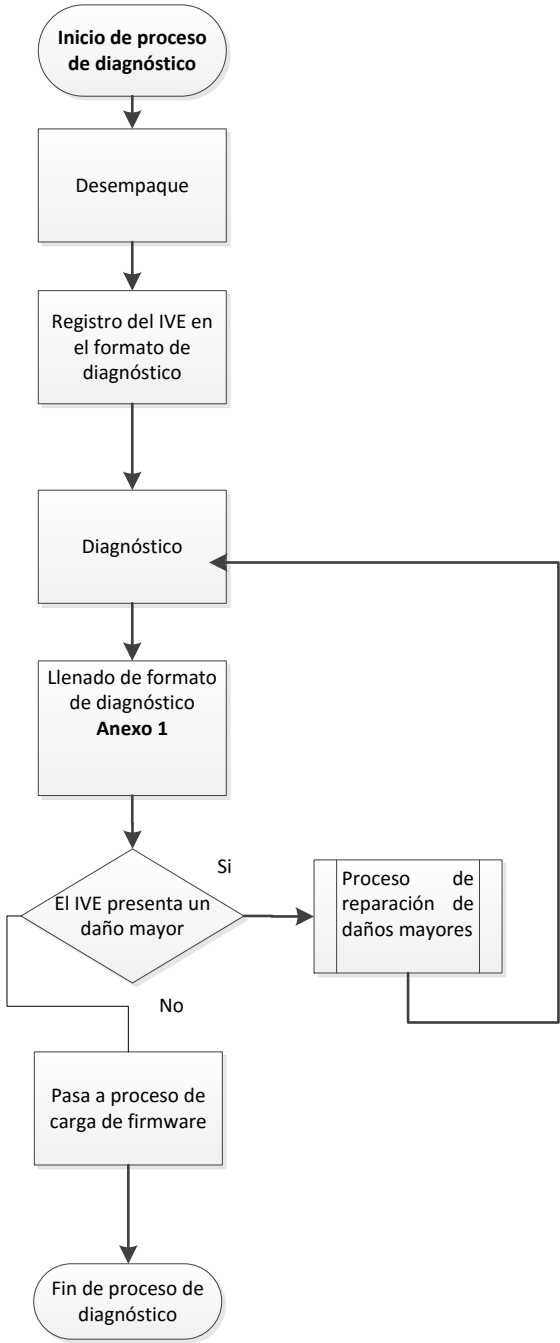 Inicio de proceso
de diagnóstico
Desempaque
Registro del IVE en
el formato de
diagnóstico
Diagnóstico
Llenado de formato
de diagnóstico
Anexo 1
Si
El IVE presenta un
daño mayor
Proceso de
reparación de
daños mayores
No
Pasa a proceso de
carga de firmware
Fin de proceso de
diagnóstico